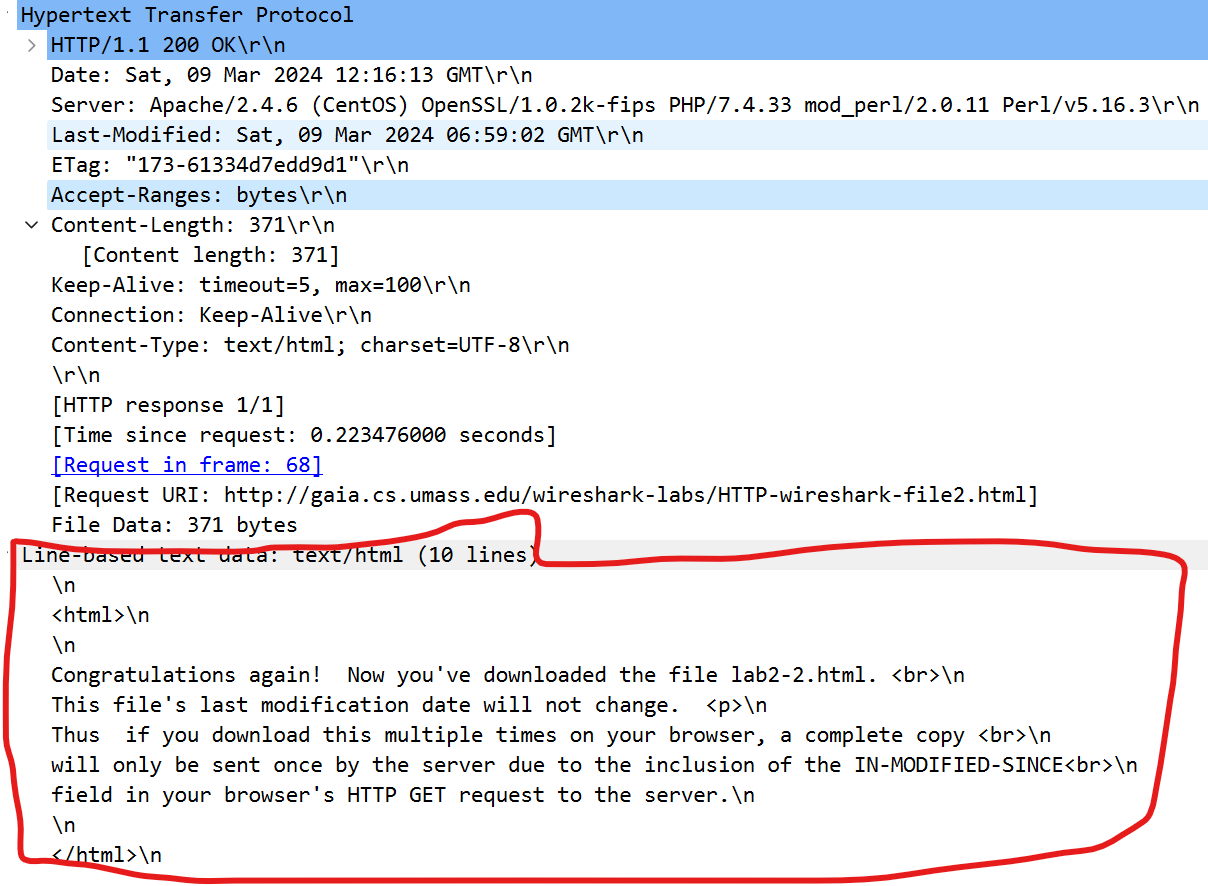 Hypertext Transfer Protocol
HTTP/1.1 200 OK\r\n
Date: Sat, 09 Mar 2024 12:16:13 GMT\r\n
Server: Apache/2.4.6 (CentOS) OpenSSL/1.0.2k-fips PHP/7.4.33 mod_perl/2.0.11 Perl/v5.16.3\r\n
Last-Modified: Sat, 09 Mar 2024 06:59:02 GMT\r\n
ETag: "173-61334d7edd9d1"\r\n
Accept-Ranges: bytes\r\n
Content-Length: 371\r\n
[Content length: 371]
Keep-Alive: timeout=5, max=100\r\n
Connection: Keep-Alive\r\n
Content-Type: text/html; charset=UTF-8\r\n
\r\n
[HTTP response 1/1]
[Time since request: 0.223476000 seconds]
[Request in frame: 68]
[Request URI: http://gaia.cs.umass.edu/wireshark-labs/HTTP-wireshark-file2.html]
File Data: 371 bytes
Line-based text data: text/html (10 lines)
\n
<html>\n
\n
Congratulations again!  Now you've downloaded the file lab2-2.html. <br>\n
This file's last modification date will not change.  <p>\n
Thus  if you download this multiple times on your browser, a complete copy <br>\n
will only be sent once by the server due to the inclusion of the IN-MODIFIED-SINCE<br>\n
field in your browser's HTTP GET request to the server.\n
\n
</html>\n